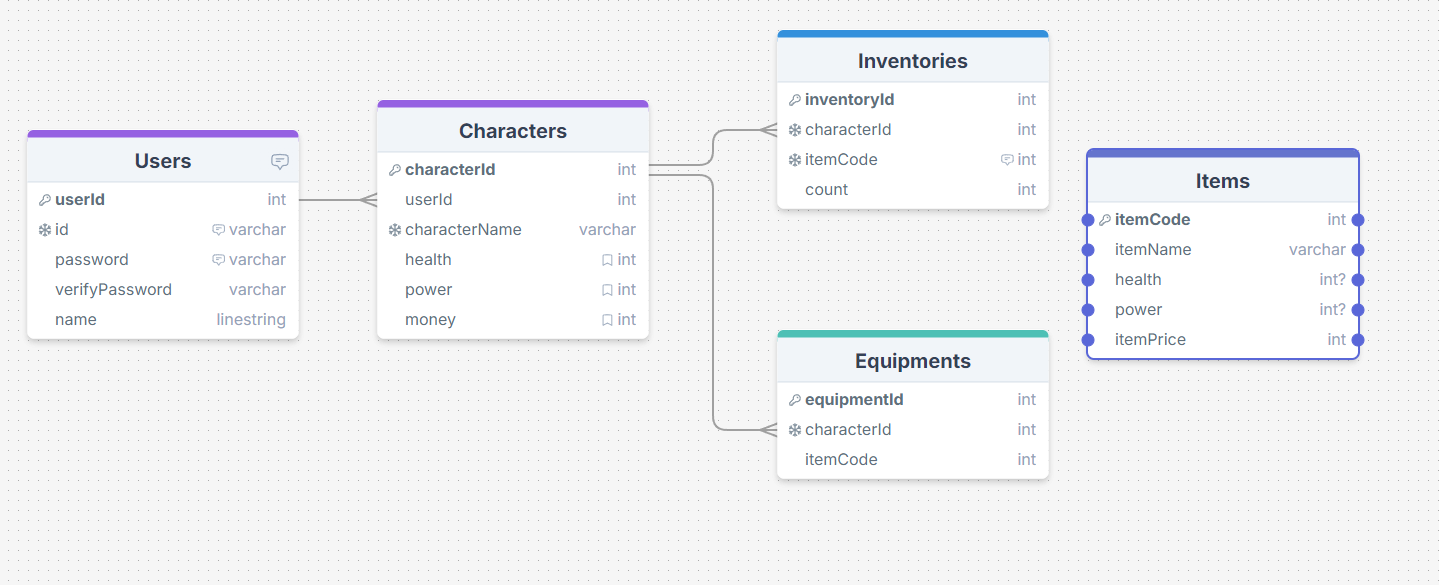 Users
userId int
id varchar
password varchar
verifyPassword varchar
name linestring
Characters
characterId int
userId int
characterName varchar
health int
power int
money int
Inventories
inventoryId int
characterId int
itemCode int
count int
Equipments
equipmentId int
characterId int
itemCode int
Items
itemCode int
itemName varchar
health int?
power int?
itemPrice int